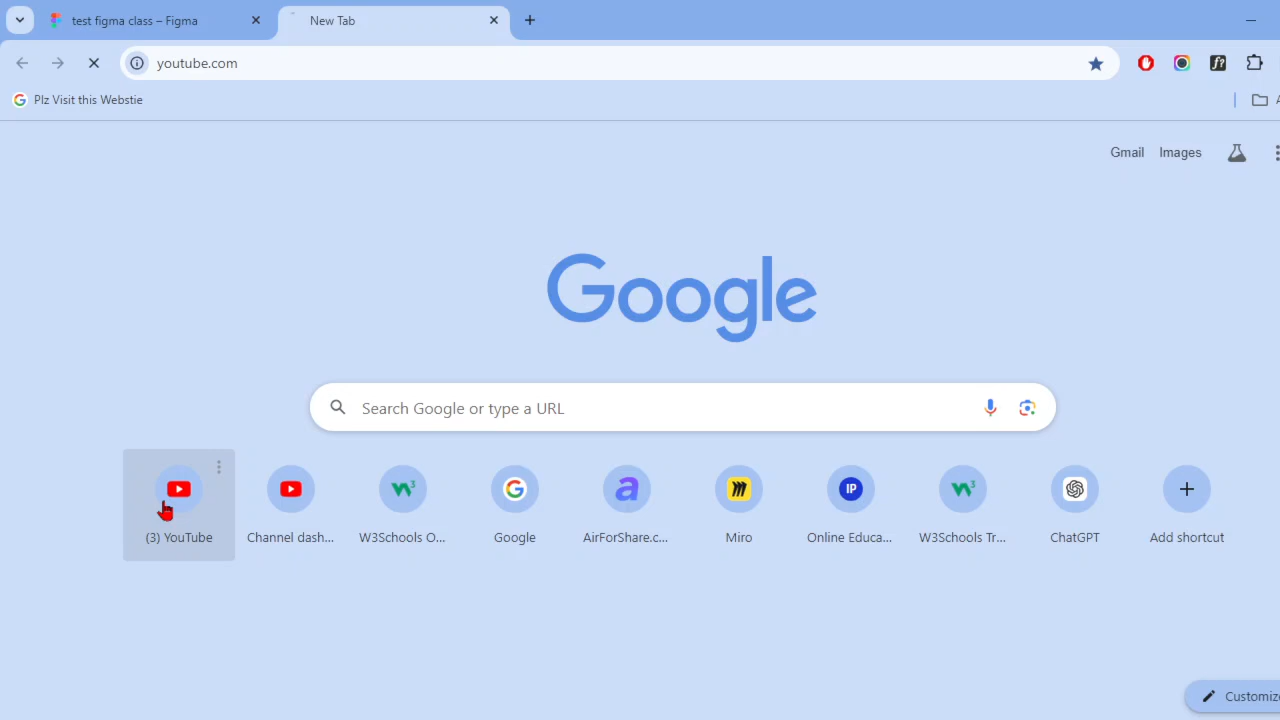 test figma class – Figma
New Tab
youtube.com
Plz Visit this Webstie
Gmail
Images
Google
Search Google or type a URL
(3) YouTube
Channel dash...
W3Schools O...
Google
AirForShare.c...
Miro
Online Educa...
W3Schools Tr...
ChatGPT
Add shortcut
Customize